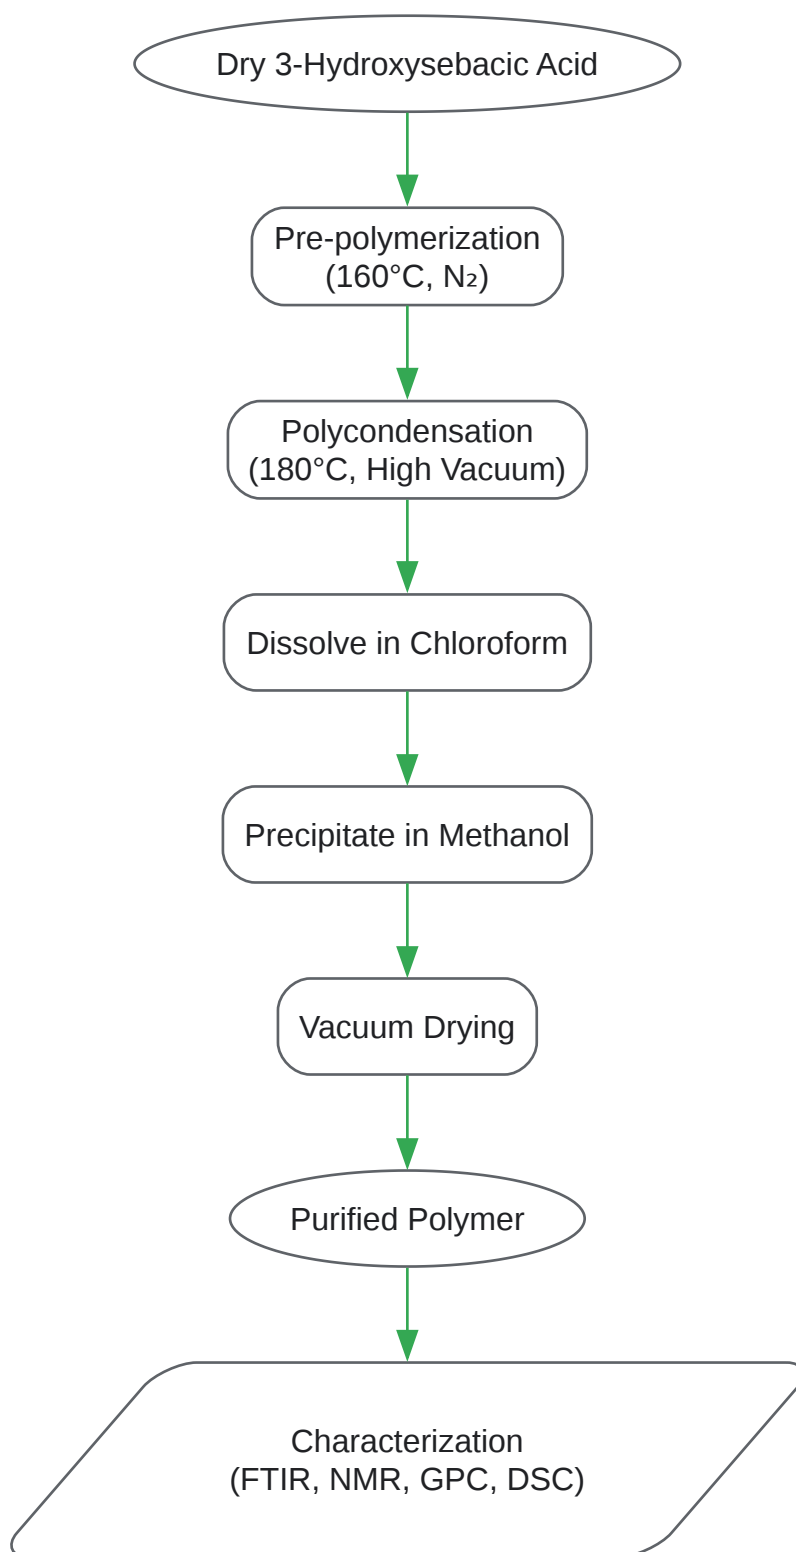 Dry 3-Hydroxysebacic Acid
Pre-polymerization
(160°C, N₂)
Polycondensation
(180°C, High Vacuum)
Dissolve in Chloroform
Precipitate in Methanol
Vacuum Drying
Purified Polymer
Characterization
(FTIR, NMR, GPC, DSC)